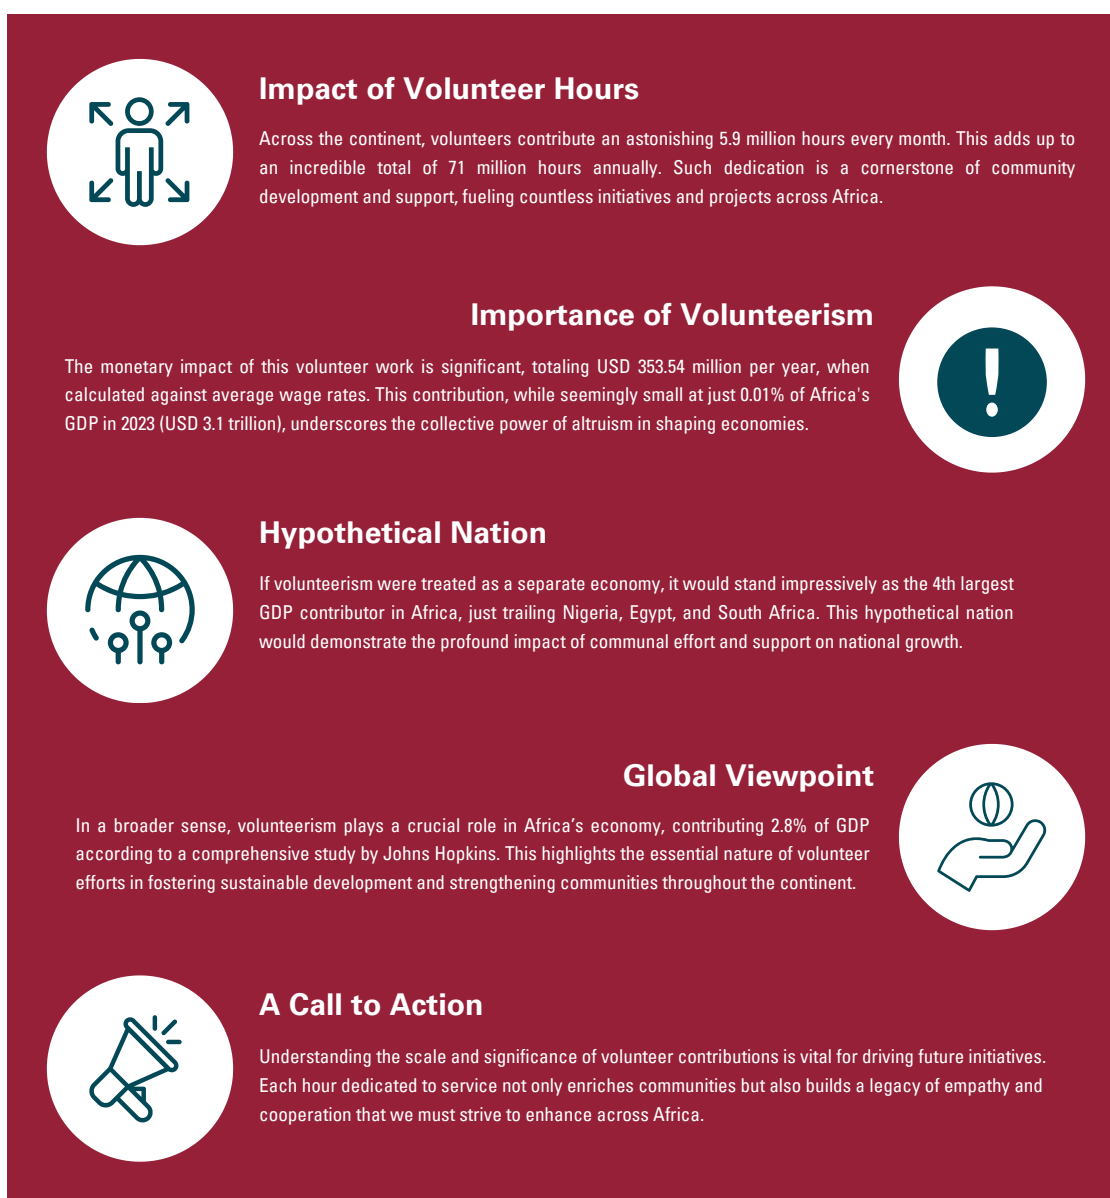 Impact of Volunteer Hours
Across the continent, volunteers contribute an astonishing 5.9 million hours every month. This adds up to
an incredible total of 71 million hours annually. Such dedication is a cornerstone of community
development and support, fueling countless initiatives and projects across Africa.
Importance of Volunteerism
The monetary impact of this volunteer work is significant, totaling USD 353.54 million per year, when
calculated against average wage rates. This contribution, while seemingly small at just 0.01% of Africa's
GDP in 2023 (USD 3.1 trillion), underscores the collective power of altruism in shaping economies.
Hypothetical Nation
If volunteerism were treated as a separate economy, it would stand impressively as the 4th largest
GDP contributor in Africa, just trailing Nigeria, Egypt, and South Africa. This hypothetical nation
would demonstrate the profound impact of communal effort and support on national growth.
Global Viewpoint
In a broader sense, volunteerism plays a crucial role in Africa’s economy, contributing 2.8% of GDP
according to a comprehensive study by Johns Hopkins. This highlights the essential nature of volunteer
efforts in fostering sustainable development and strengthening communities throughout the continent.
A Call to Action
Understanding the scale and significance of volunteer contributions is vital for driving future initiatives.
Each hour dedicated to service not only enriches communities but also builds a legacy of empathy and
cooperation that we must strive to enhance across Africa.